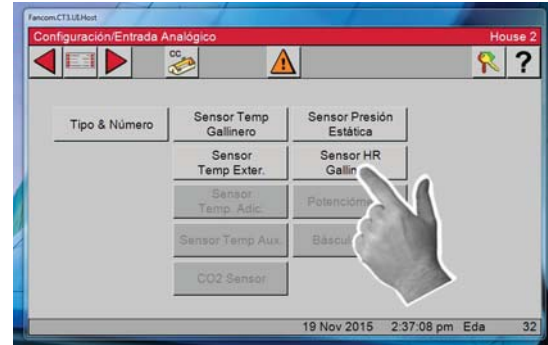 Fancom.CT3.UI.Host
Configuración/Entrada Analógico House 2
CC
?
Tipo & Número
Sensor Temp
Gallinero
Sensor Presión
Estática
Sensor
Temp Exter.
Sensor HR
Sensor
Temp. Adic.
Sensor Temp Aux.
CO2 Sensor
19 Nov 2015 2:37:08 pm Eda 32